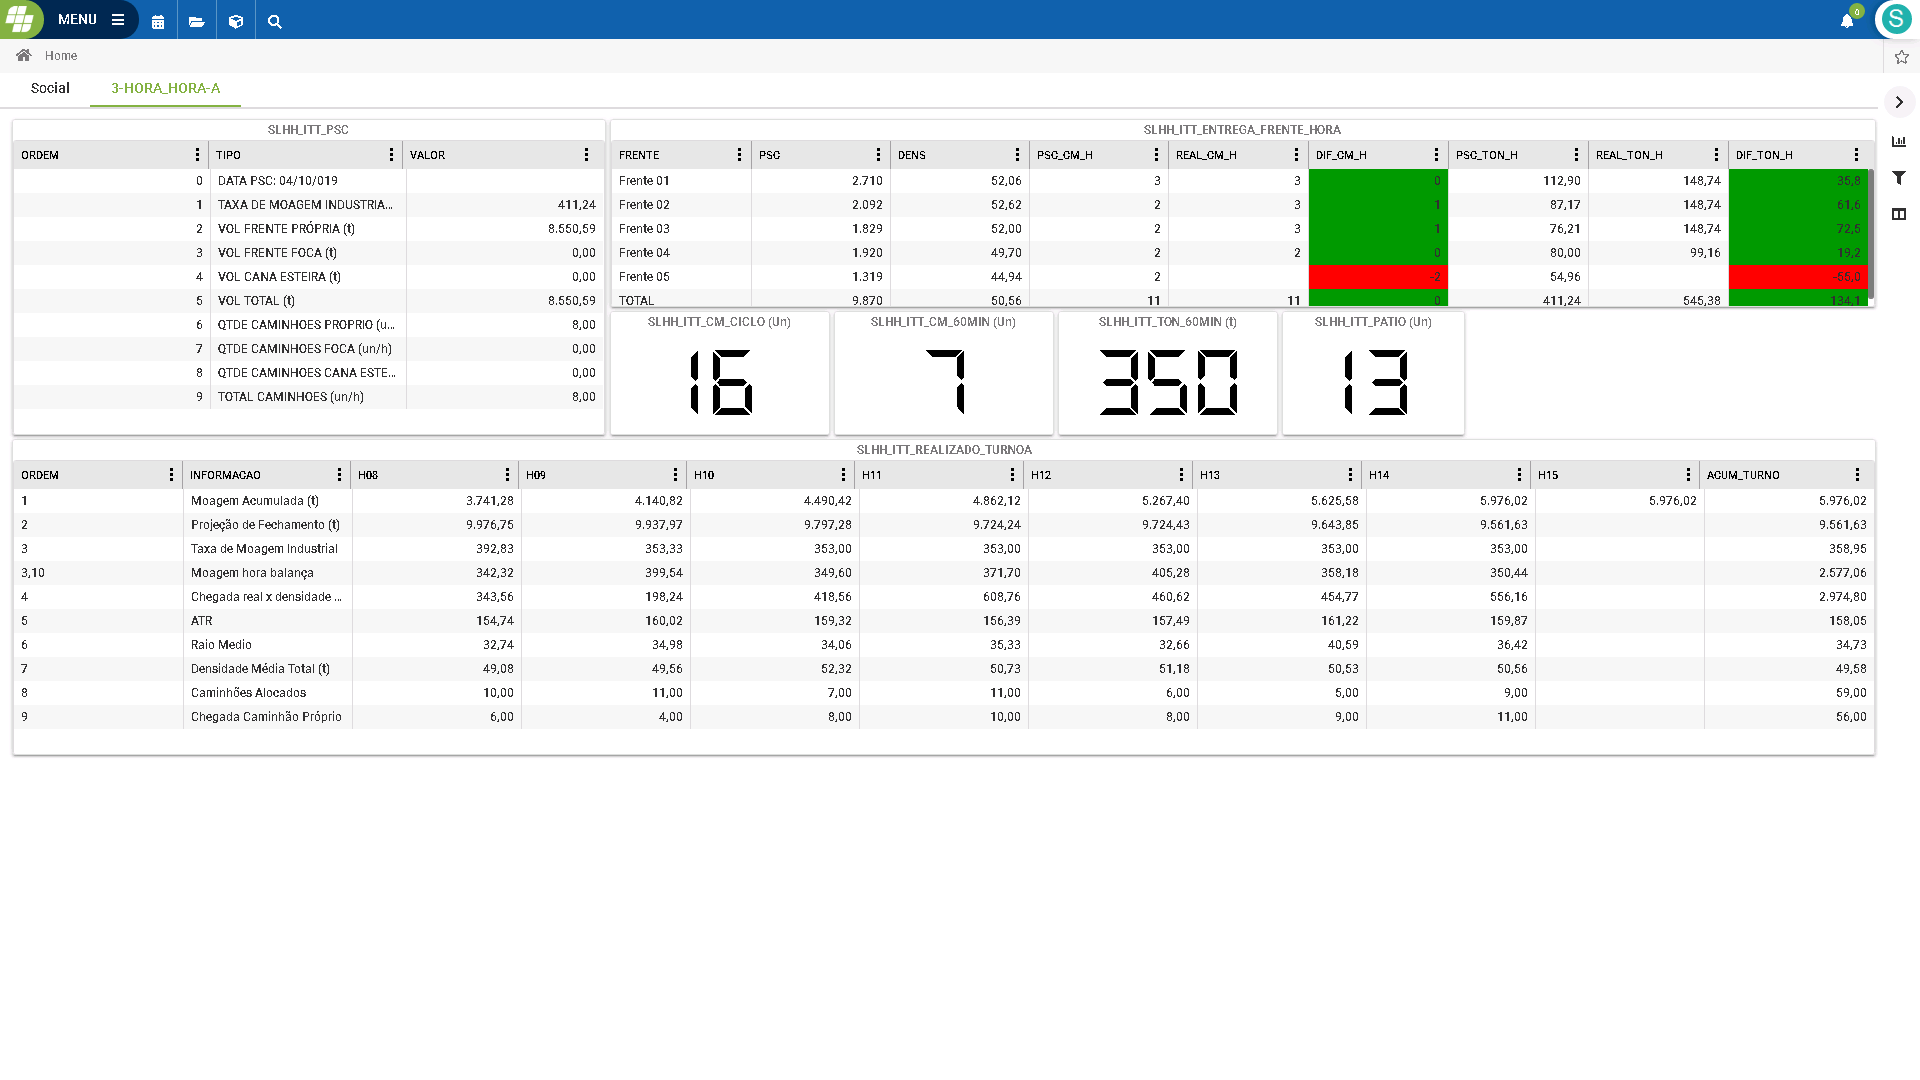 MENU
0
S
Home
Social
3-HORA_HORA-A
SLHH_ITT_PSC
ORDEM TIPO VALOR
0 DATA PSC: 04/10/019
1 TAXA DE MOAGEM INDUSTRIA... 411,24
2 VOL FRENTE PRÓPRIA (t) 8.550,59
3 VOL FRENTE FOCA (t) 0,00
4 VOL CANA ESTEIRA (t) 0,00
5 VOL TOTAL (t) 8.550,59
6 QTDE CAMINHOES PROPRIO (u... 8,00
7 QTDE CAMINHOES FOCA (un/h) 0,00
8 QTDE CAMINHOES CANA ESTE... 0,00
9 TOTAL CAMINHOES (un/h) 8,00
SLHH_ITT_ENTREGA_FRENTE_HORA
FRENTE PSC DENS PSC_CM_H REAL_CM_H DIF_CM_H PSC_TON_H REAL_TON_H DIF_TON_H
Frente 01 2.710 52,06 3 3 0 112,90 148,74 35,8
Frente 02 2.092 52,62 2 3 1 87,17 148,74 61,6
Frente 03 1.829 52,00 2 3 1 76,21 148,74 72,5
Frente 04 1.920 49,70 2 2 0 80,00 99,16 19,2
Frente 05 1.319 44,94 2 -2 54,96 -55,0
TOTAL 9.870 50,56 11 11 0 411,24 545,38 134,1
SLHH_ITT_CM_CICLO (Un)
16
SLHH_ITT_CM_60MIN (Un)
7
SLHH_ITT_TON_60MIN (t)
350
SLHH_ITT_PATIO (Un)
13
SLHH_ITT_REALIZADO_TURNOA
ORDEM INFORMACAO H08 H09 H10 H11 H12 H13 H14 H15 ACUM_TURNO
1 Moagem Acumulada (t) 3.741,28 4.140,82 4.490,42 4.862,12 5.267,40 5.625,58 5.976,02 5.976,02 5.976,02
2 Projeção de Fechamento (t) 9.976,75 9.937,97 9.797,28 9.724,24 9.724,43 9.643,85 9.561,63 9.561,63
3 Taxa de Moagem Industrial 392,83 353,33 353,00 353,00 353,00 353,00 353,00 358,95
3,10 Moagem hora balança 342,32 399,54 349,60 371,70 405,28 358,18 350,44 2.577,06
4 Chegada real x densidade ... 343,56 198,24 418,56 608,76 460,62 454,77 556,16 2.974,80
5 ATR 154,74 160,02 159,32 156,39 157,49 161,22 159,87 158,05
6 Raio Medio 32,74 34,98 34,06 35,33 32,66 40,59 36,42 34,73
7 Densidade Média Total (t) 49,08 49,56 52,32 50,73 51,18 50,53 50,56 49,58
8 Caminhões Alocados 10,00 11,00 7,00 11,00 6,00 5,00 9,00 59,00
9 Chegada Caminhão Próprio 6,00 4,00 8,00 10,00 8,00 9,00 11,00 56,00